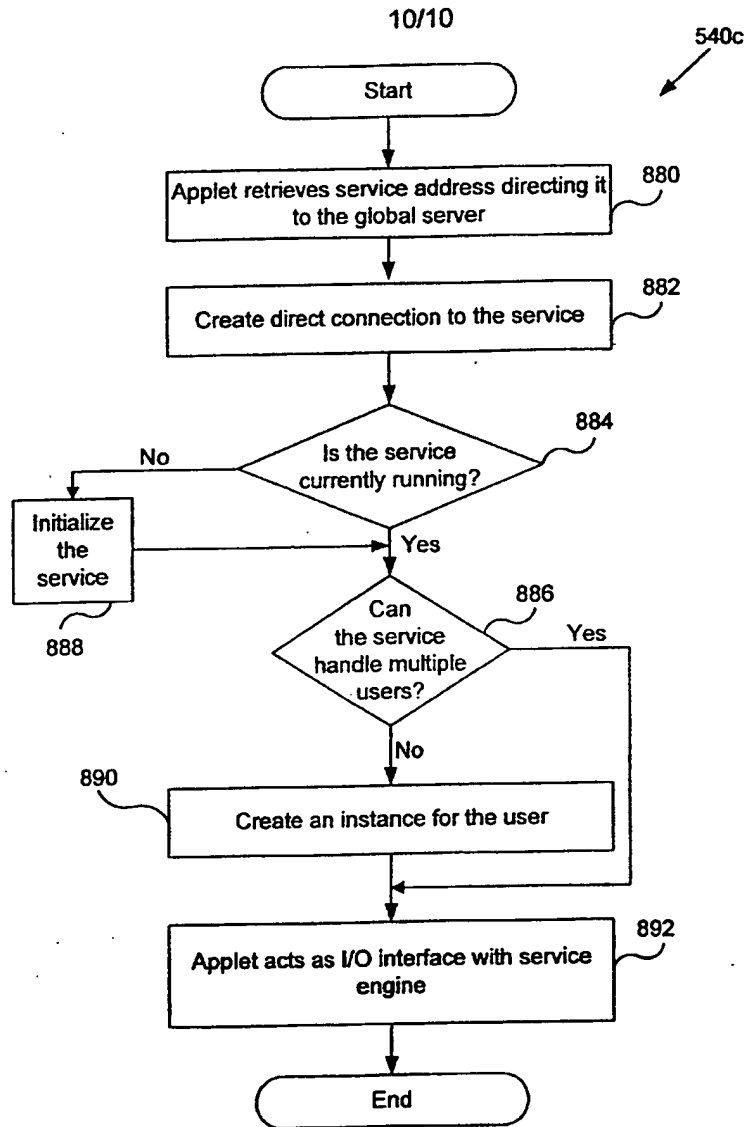 10/10
540c
Start
Applet retrieves service address directing it
to the global server
880
Create direct connection to the service
882
Is the service
currently running?
884
No
Initialize
the
service
888
Yes
Can
the service
handle multiple
users?
886
Yes
No
890
Create an instance for the user
Applet acts as I/O interface with service
engine
892
End